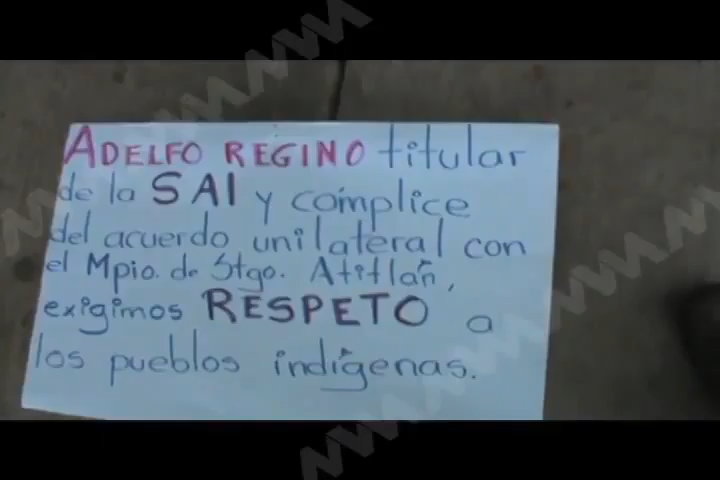 ADELFO REGINO titular
de la SAI y cómplice
del acuerdo unilateral con
el Mpio. de Stgo. Atitlán,
exigimos RESPETO a
los pueblos indígenas.